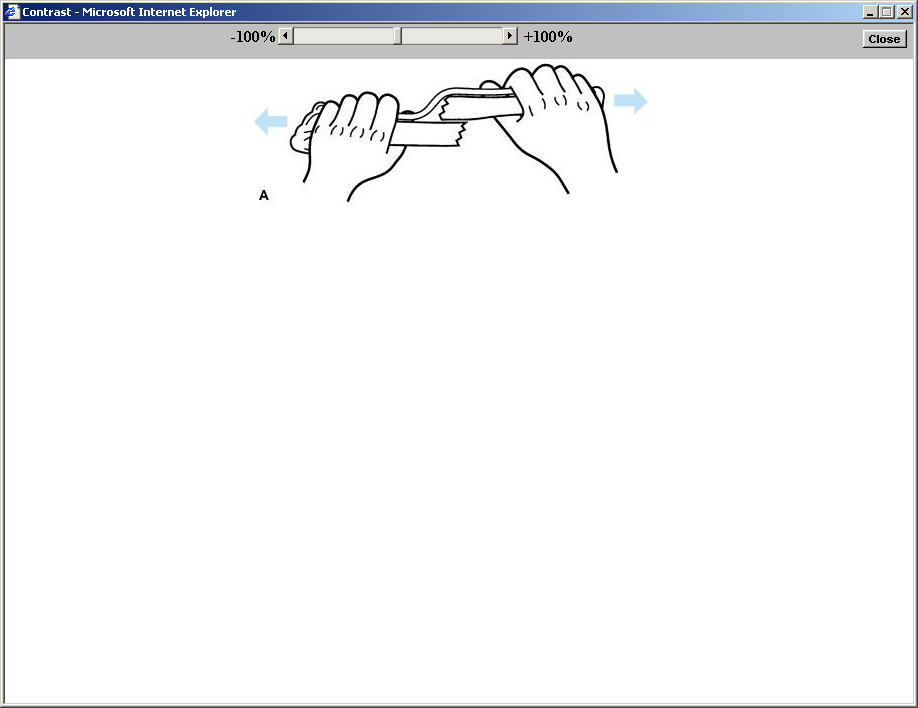 Contrast - Microsoft Internet Explorer
-100% +100%
Close
A